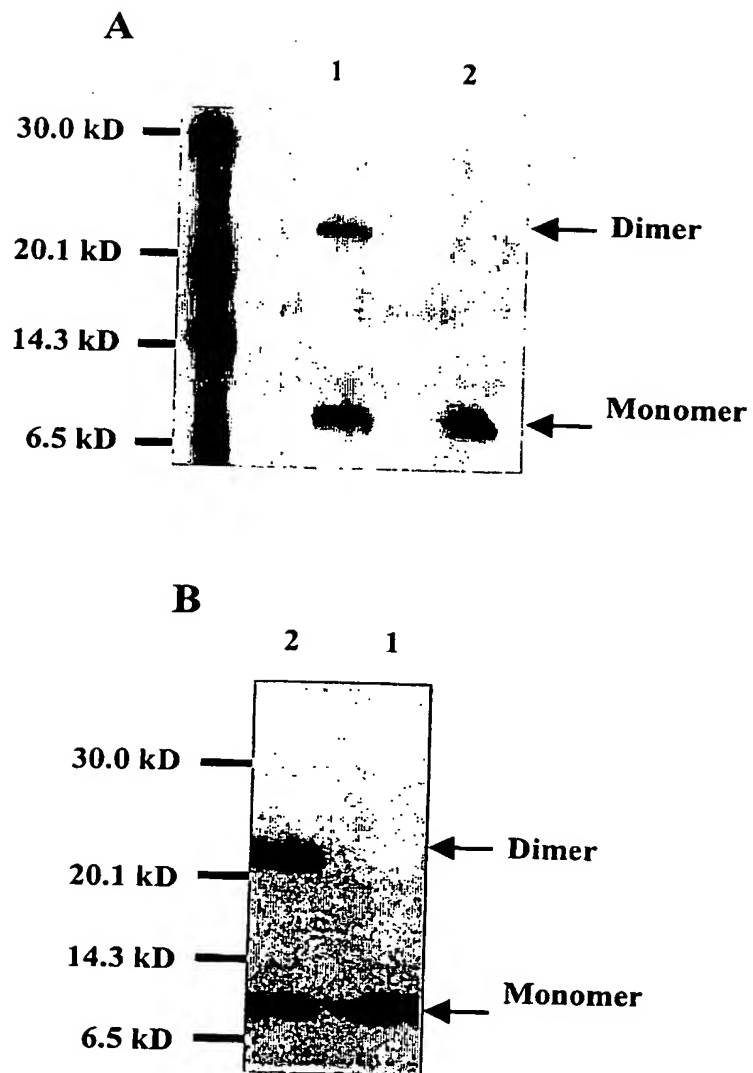 A
1 2
30.0 kD
Dimer
20.1 kD
14.3 kD
Monomer
6.5 kD
B
2 1
30.0 kD
Dimer
20.1 kD
14.3 kD
Monomer
6.5 kD